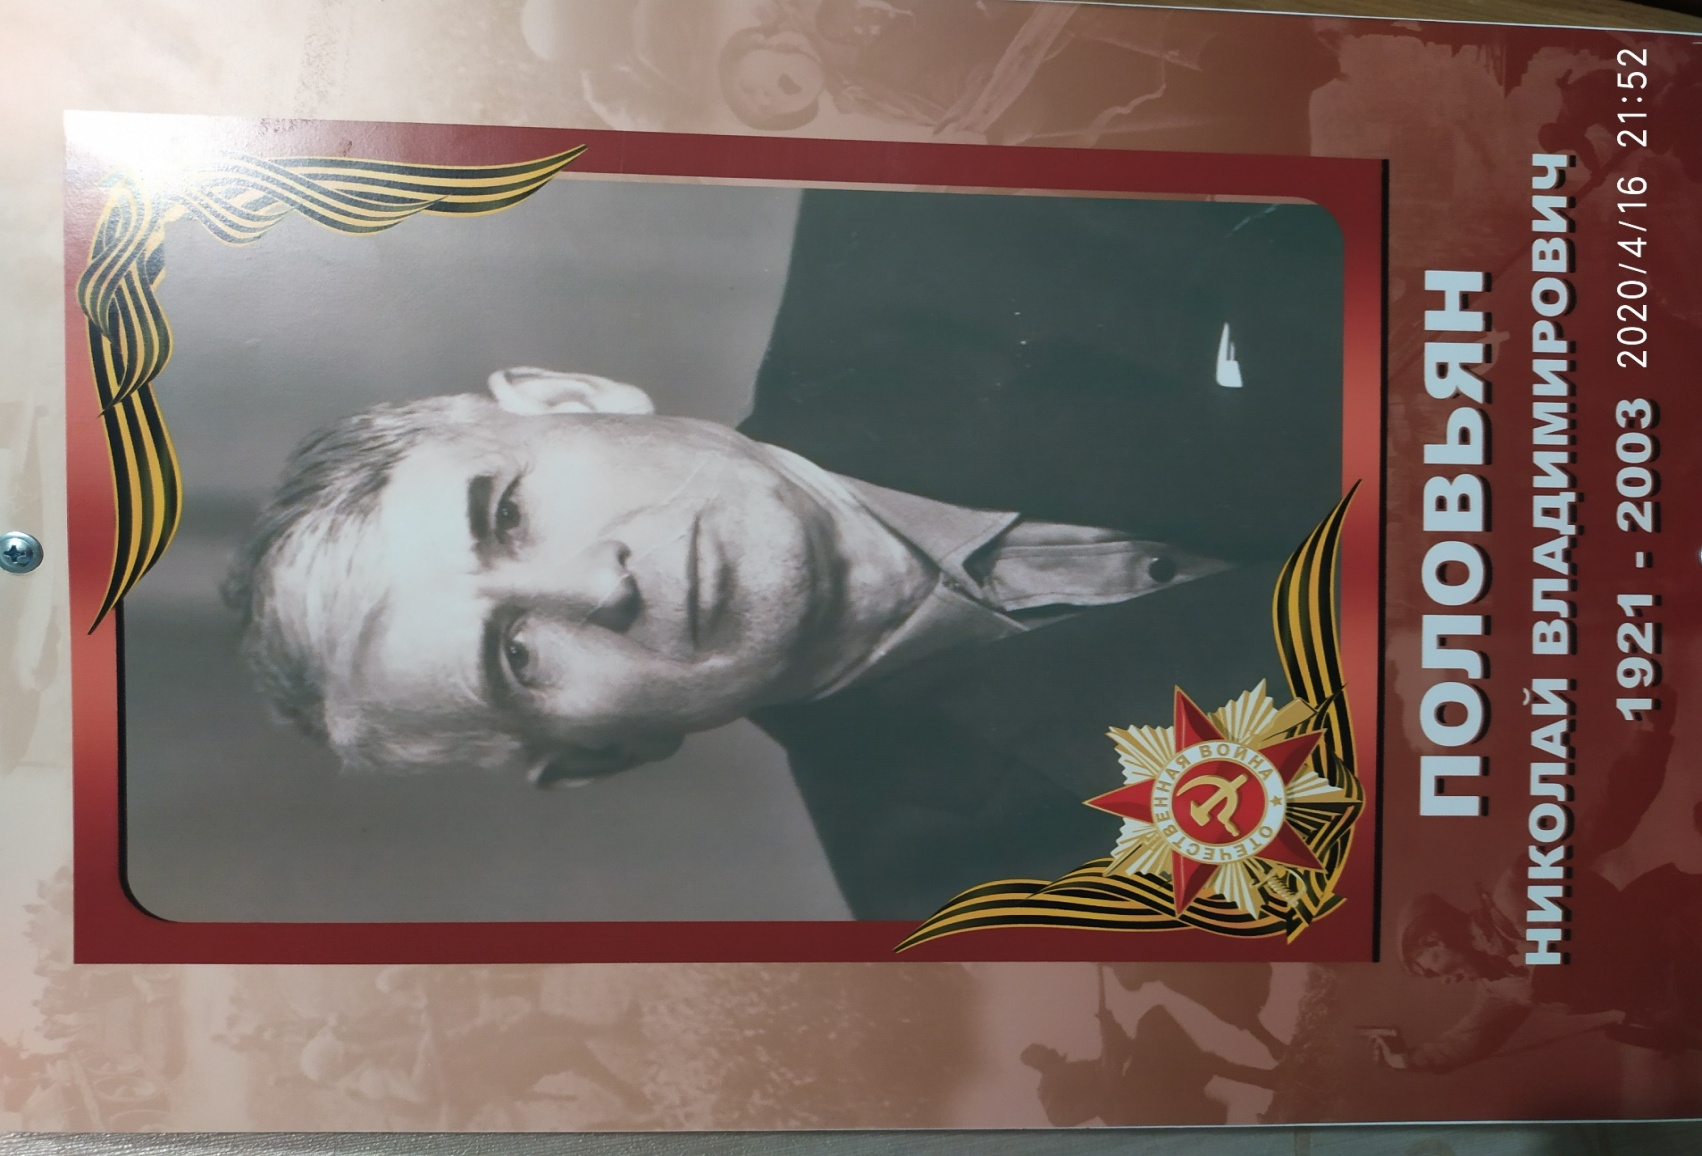 ОТЕЧЕСТВЕННАЯ ВОЙНА
ПОЛОВЬЯН
НИКОЛАЙ ВЛАДИМИРОВИЧ
1921 - 2003
2020/4/16 21:52